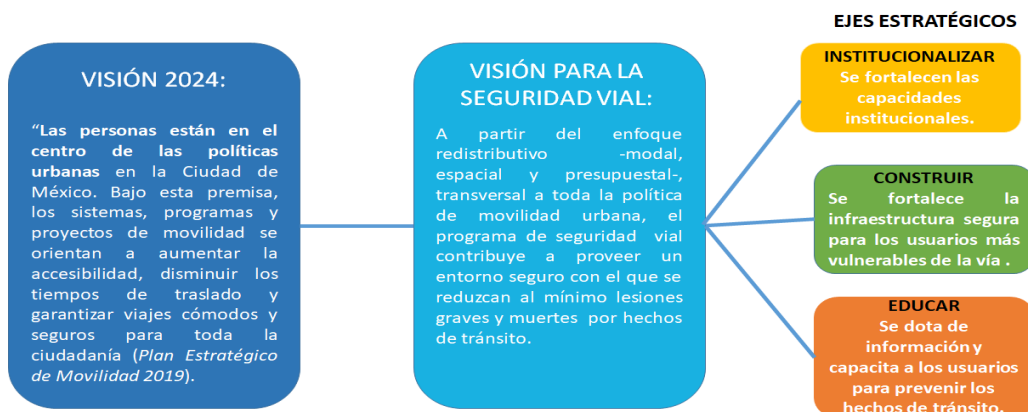 EJES ESTRATÉGICOS
VISIÓN 2024:
“Las personas están en el
centro de las políticas
urbanas en la Ciudad de
México. Bajo esta premisa,
los sistemas, programas y
proyectos de movilidad se
orientan a aumentar la
accesibilidad, disminuir los
tiempos de traslado y
garantizar viajes cómodos y
seguros para toda la
ciudadanía (Plan Estratégico
de Movilidad 2019).
VISIÓN PARA LA
SEGURIDAD VIAL:
A partir del enfoque
redistributivo -modal,
espacial y presupuestal-,
transversal a toda la política
de movilidad urbana, el
programa de seguridad vial
contribuye a proveer un
entorno seguro con el que se
reduzcan al mínimo lesiones
graves y muertes por hechos
de tránsito.
INSTITUCIONALIZAR
Se fortalecen las
capacidades
institucionales.
CONSTRUIR
Se fortalece la
infraestructura segura
para los usuarios más
vulnerables de la vía .
EDUCAR
Se dota de
información y
capacita a los usuarios
para prevenir los
hechos de tránsito.